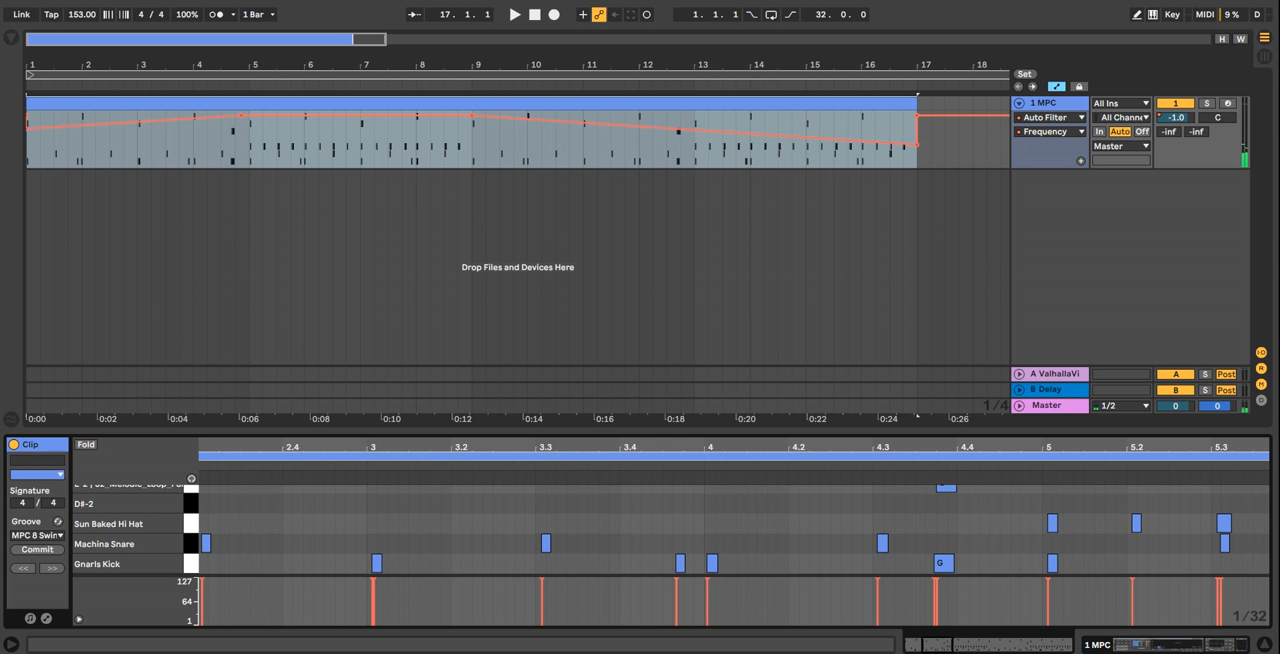 Link Tap 153.00 4 / 4 100% 1 Bar 17. 1. 1 1. 1. 1 32. 0. 0 Key MIDI 9 % D
H W
1 2 3 4 5 6 7 8 9 10 11 12 13 14 15 16 17 18
Set
1 MPC All Ins 1 S
Auto Filter All Channe -1.0 C
Frequency In Auto Off -inf -inf
Master
Drop Files and Devices Here
A ValhallaVi A S Post
B Delay B S Post
1/4 Master 1/2 0 0
0:00 0:02 0:04 0:06 0:08 0:10 0:12 0:14 0:16 0:18 0:20 0:22 0:24 0:26
Clip Fold 2.4 3 3.2 3.3 3.4 4 4.2 4.3 4.4 5 5.2 5.3
Signature
4 / 4 D#-2
Groove Sun Baked Hi Hat
MPC 8 Swin
Commit Machina Snare
<< >> Gnarls Kick G
127
64
1 1/32
1 MPC